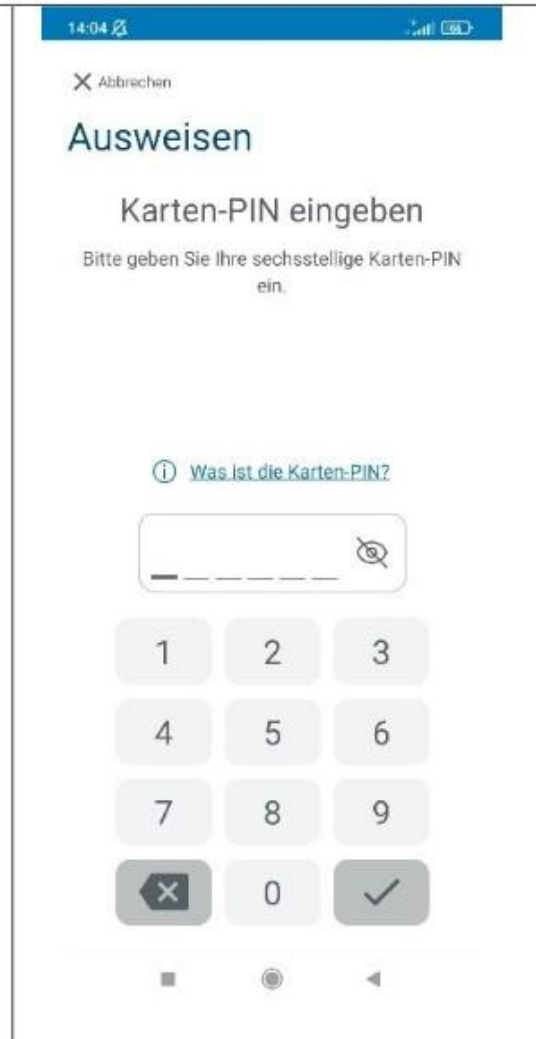 14:04
Abbrechen
Ausweisen
Karten-PIN eingeben
Bitte geben Sie Ihre sechsstellige Karten-PIN
ein.
Was ist die Karten-PIN?
1 2 3
4 5 6
7 8 9
0